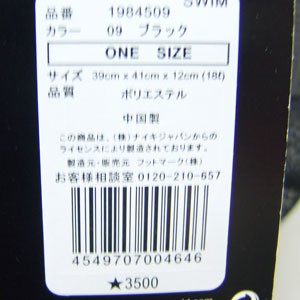 SWIM
品番 1984509
カラー 09 ブラック
ONE SIZE
サイズ 39cm x 41cm x 12cm (18ℓ)
品質 ポリエステル
中国製
この商品は、(株)ナイキジャパンからの
ライセンスにより製造されております。
製造元・販売元 フットマーク(株)
お客様相談室 0120-210-657
4549707004646
★3500